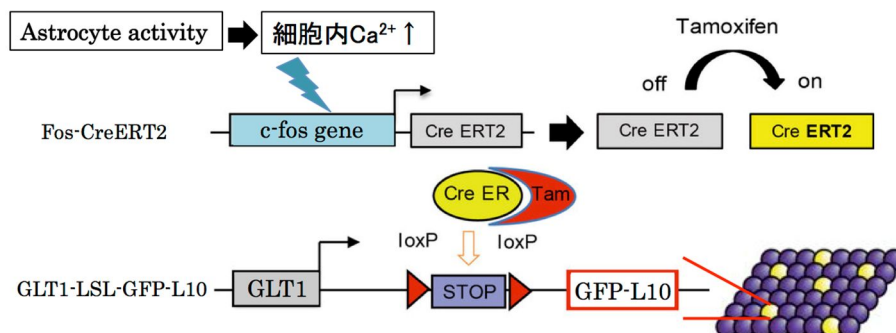 Astrocyte activity
細胞内Ca²⁺↑
Tamoxifen
off
on
Fos-CreERT2
c-fos gene
Cre ERT2
Cre ERT2
Cre ERT2
Cre ER
Tam
loxP
loxP
GLT1-LSL-GFP-L10
GLT1
STOP
GFP-L10